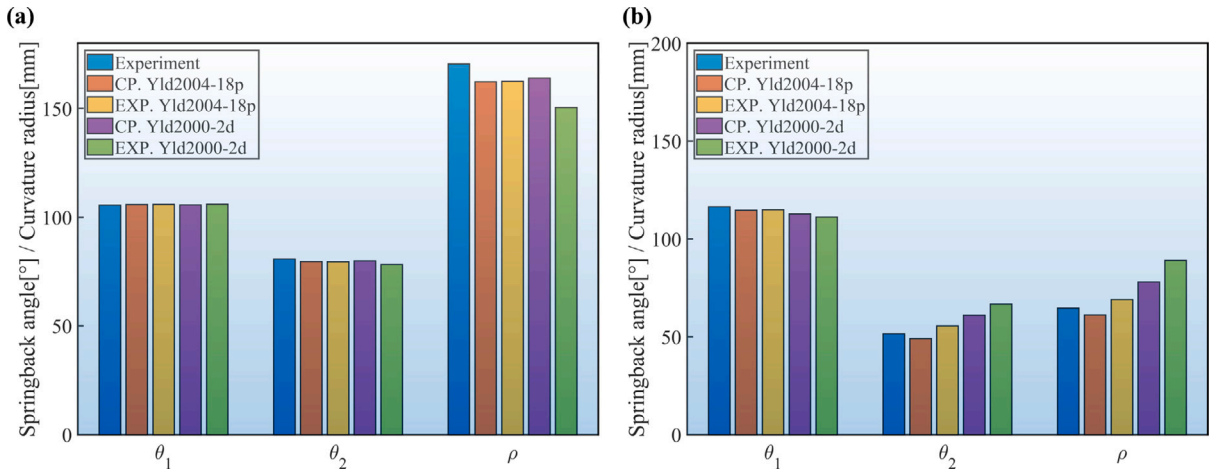 (a)
Springback angle[°] / Curvature radius[mm]
150
100
50
0
Experiment
CP. Yld2004-18p
EXP. Yld2004-18p
CP. Yld2000-2d
EXP. Yld2000-2d
θ1
θ2
ρ
(b)
Springback angle[°] / Curvature radius[mm]
200
150
100
50
0
Experiment
CP. Yld2004-18p
EXP. Yld2004-18p
CP. Yld2000-2d
EXP. Yld2000-2d
θ1
θ2
ρ